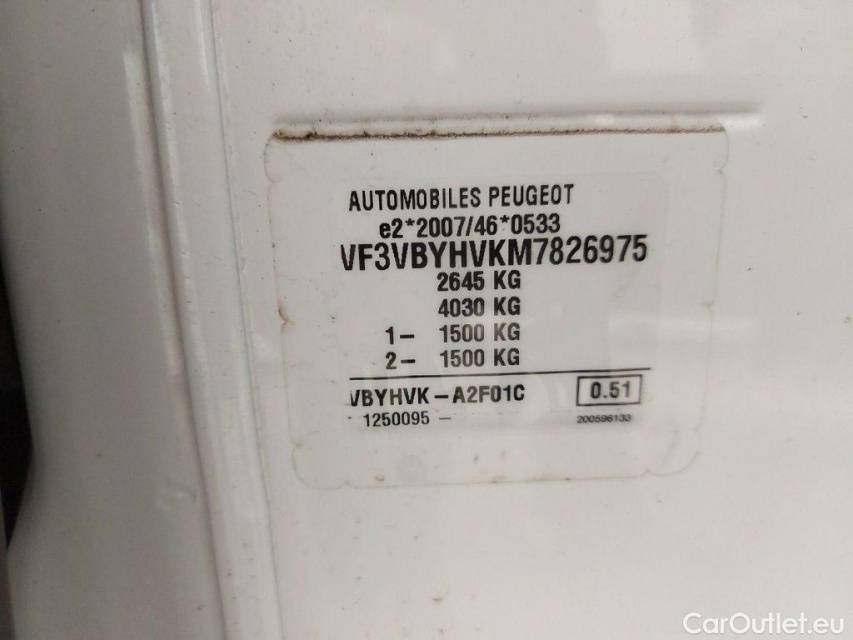 AUTOMOBILES PEUGEOT
e2*2007/46*0533
VF3VBYHVKM7826975
2645 KG
4030 KG
1- 1500 KG
2- 1500 KG
VBYHVK-A2F01C 0.51
1250095 - 200596133
CarOutlet.eu